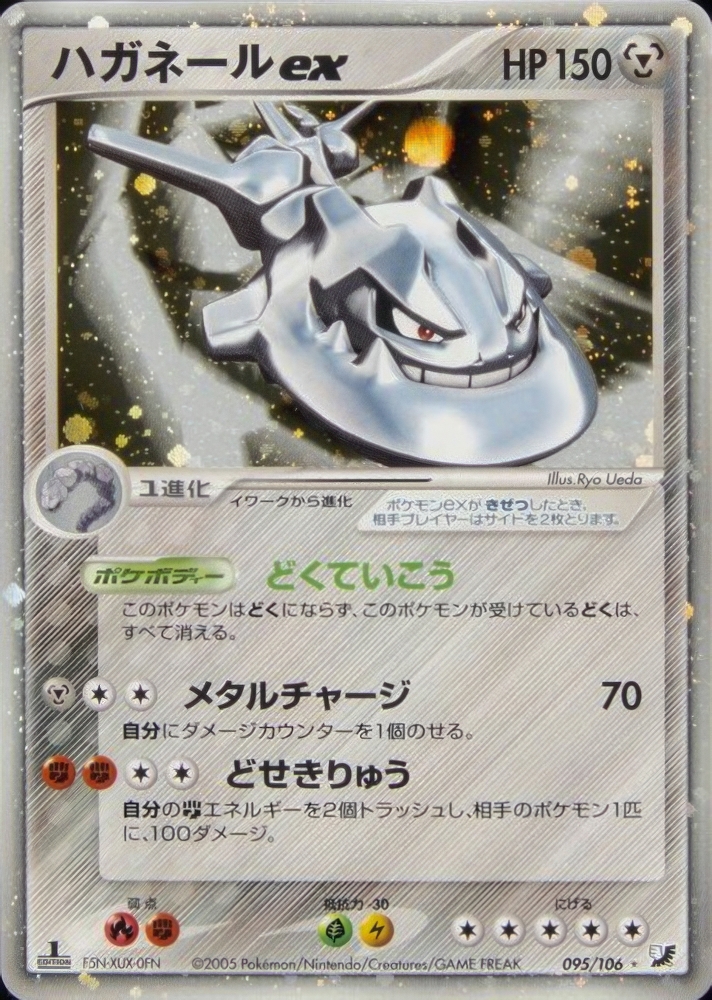 ハガネールex HP 150
Illus. Ryo Ueda
1進化
イワークから進化
ポケモンexが きぜつしたとき、
相手プレイヤーはサイドを2枚とります。
ポケボディー どくていこう
このポケモンはどくにならず、このポケモンが受けているどくは、
すべて消える。
メタルチャージ 70
自分にダメージカウンターを1個のせる。
どせきりゅう
自分のエネルギーを2個トラッシュし、相手のポケモン1匹
に、100ダメージ。
弱点 抵抗力 -30 にげる
1 EDITION F5N-XUX-0FN ©2005 Pokémon/Nintendo/Creatures/GAME FREAK 095/106